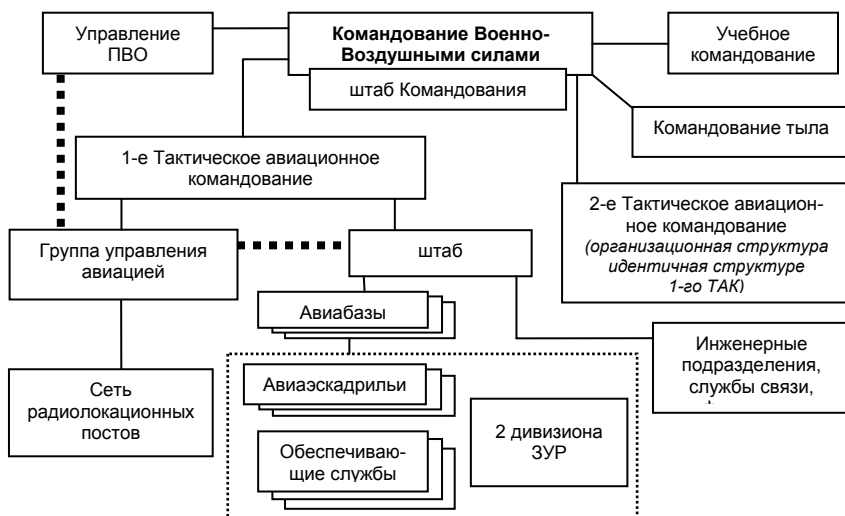 Управление
ПВО
Командование Военно-
Воздушными силами
Учебное
командование
штаб Командования
Командование тыла
1-е Тактическое авиационное
командование
2-е Тактическое авиацион-
ное командование
(организационная структура
идентичная структуре
1-го ТАК)
Группа управления
авиацией
штаб
Авиабазы
Инженерные
подразделения,
службы связи,
Сеть
радиолокационных
постов
Авиаэскадрильи
2 дивизиона
ЗУР
Обеспечиваю-
щие службы